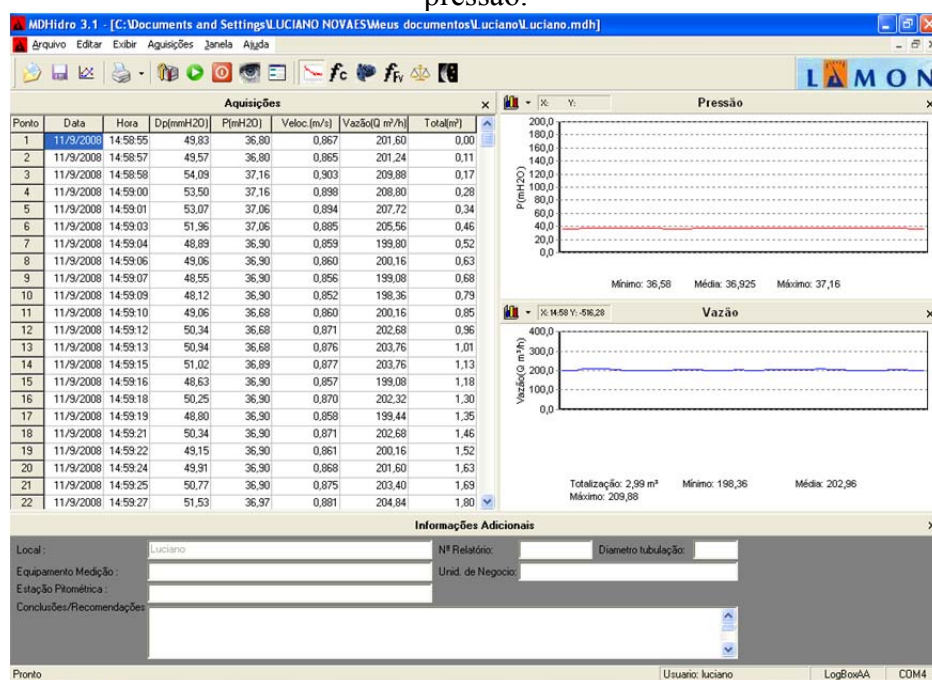 pressão.
MDHidro 3.1 - [C:\Documents and Settings\LUCIANO NOVAES\Meus documentos\Luciano\Luciano.mdh]
Arquivo Editar Exibir Aquisições Janela Ajuda
fc fFv LAMON
Aquisições
Ponto Data Hora Dp(mmH2O) P(mH2O) Veloc.(m/s) Vazão(Q m³/h) Total(m³)
1 11/9/2008 14:58:55 49,83 36,80 0,867 201,60 0,00
2 11/9/2008 14:58:57 49,57 36,80 0,865 201,24 0,11
3 11/9/2008 14:58:58 54,09 37,16 0,903 209,88 0,17
4 11/9/2008 14:59:00 53,50 37,16 0,898 208,80 0,28
5 11/9/2008 14:59:01 53,07 37,06 0,894 207,72 0,34
6 11/9/2008 14:59:03 51,96 37,06 0,885 205,56 0,46
7 11/9/2008 14:59:04 48,89 36,90 0,859 199,80 0,52
8 11/9/2008 14:59:06 49,06 36,90 0,860 200,16 0,63
9 11/9/2008 14:59:07 48,55 36,90 0,856 199,08 0,68
10 11/9/2008 14:59:09 48,12 36,90 0,852 198,36 0,79
11 11/9/2008 14:59:10 49,06 36,68 0,860 200,16 0,85
12 11/9/2008 14:59:12 50,34 36,68 0,871 202,68 0,96
13 11/9/2008 14:59:13 50,94 36,68 0,876 203,76 1,01
14 11/9/2008 14:59:15 51,02 36,89 0,877 203,76 1,13
15 11/9/2008 14:59:16 48,63 36,90 0,857 199,08 1,18
16 11/9/2008 14:59:18 50,25 36,90 0,870 202,32 1,30
17 11/9/2008 14:59:19 48,80 36,90 0,858 199,44 1,35
18 11/9/2008 14:59:21 50,34 36,90 0,871 202,68 1,46
19 11/9/2008 14:59:22 49,15 36,90 0,861 200,16 1,52
20 11/9/2008 14:59:24 49,91 36,90 0,868 201,60 1,63
21 11/9/2008 14:59:25 50,77 36,90 0,875 203,40 1,69
22 11/9/2008 14:59:27 51,53 36,97 0,881 204,84 1,80
X: Y: Pressão
P(mH2O)
200,0
180,0
160,0
140,0
120,0
100,0
80,0
60,0
40,0
20,0
0,0
Mínimo: 36,58 Média: 36,925 Máximo: 37,16
X: 14:58 Y: -516,28 Vazão
Vazão(Q m³/h)
400,0
300,0
200,0
100,0
0,0
Totalização: 2,99 m³ Mínimo: 198,36 Média: 202,96
Máximo: 209,88
Informações Adicionais
Local : Luciano Nº Relatório: Diametro tubulação:
Equipamento Medição : Unid. de Negocio:
Estação Pitométrica :
Conclusões/Recomendações
Pronto Usuario: luciano LogBoxAA COM4